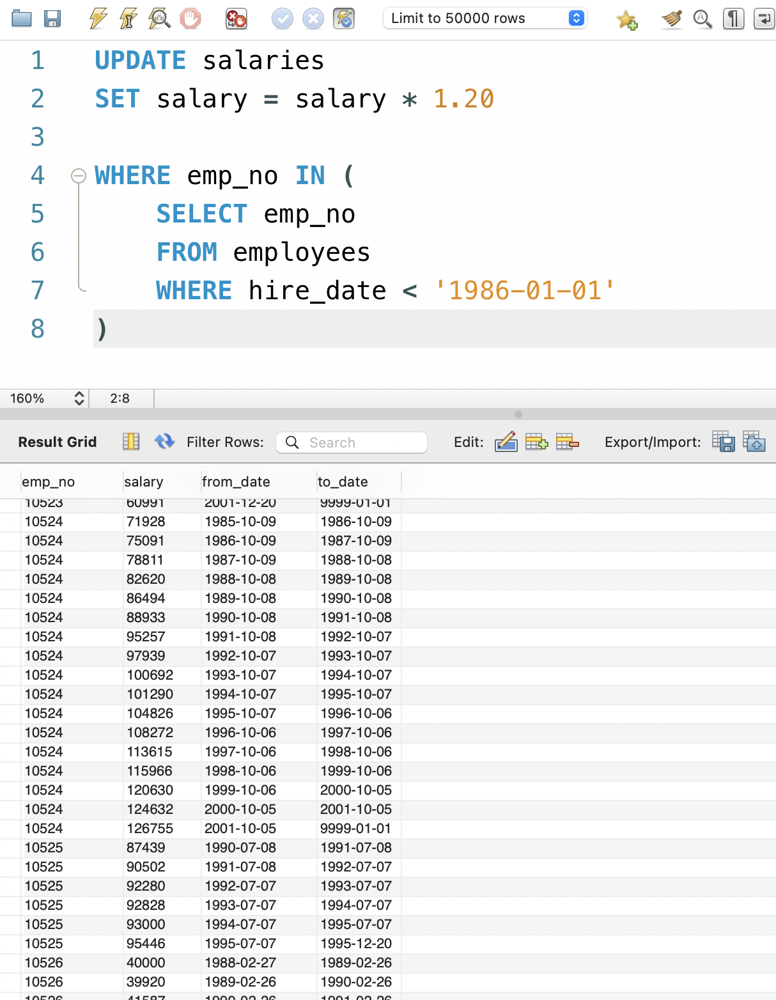 Limit to 50000 rows
1 UPDATE salaries
2 SET salary = salary * 1.20
3
4 WHERE emp_no IN (
5 SELECT emp_no
6 FROM employees
7 WHERE hire_date < '1986-01-01'
8 )
160% 2:8
Result Grid Filter Rows: Search Edit: Export/Import:
emp_no salary from_date to_date
10523 60991 2001-12-20 9999-01-01
10524 71928 1985-10-09 1986-10-09
10524 75091 1986-10-09 1987-10-09
10524 78811 1987-10-09 1988-10-08
10524 82620 1988-10-08 1989-10-08
10524 86494 1989-10-08 1990-10-08
10524 88933 1990-10-08 1991-10-08
10524 95257 1991-10-08 1992-10-07
10524 97939 1992-10-07 1993-10-07
10524 100692 1993-10-07 1994-10-07
10524 101290 1994-10-07 1995-10-07
10524 104826 1995-10-07 1996-10-06
10524 108272 1996-10-06 1997-10-06
10524 113615 1997-10-06 1998-10-06
10524 115966 1998-10-06 1999-10-06
10524 120630 1999-10-06 2000-10-05
10524 124632 2000-10-05 2001-10-05
10524 126755 2001-10-05 9999-01-01
10525 87439 1990-07-08 1991-07-08
10525 90502 1991-07-08 1992-07-07
10525 92280 1992-07-07 1993-07-07
10525 92828 1993-07-07 1994-07-07
10525 93000 1994-07-07 1995-07-07
10525 95446 1995-07-07 1995-12-20
10526 40000 1988-02-27 1989-02-26
10526 39920 1989-02-26 1990-02-26
10526 41587 1990-02-26 1991-02-26